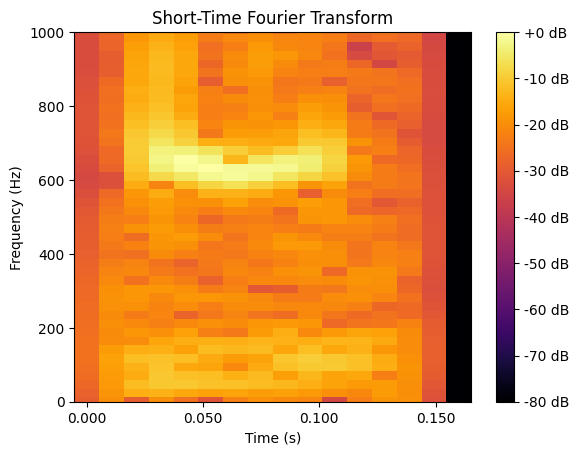 Short-Time Fourier Transform
1000
800
600
400
200
0
Frequency (Hz)
0.000
0.050
0.100
0.150
Time (s)
+0 dB
-10 dB
-20 dB
-30 dB
-40 dB
-50 dB
-60 dB
-70 dB
-80 dB